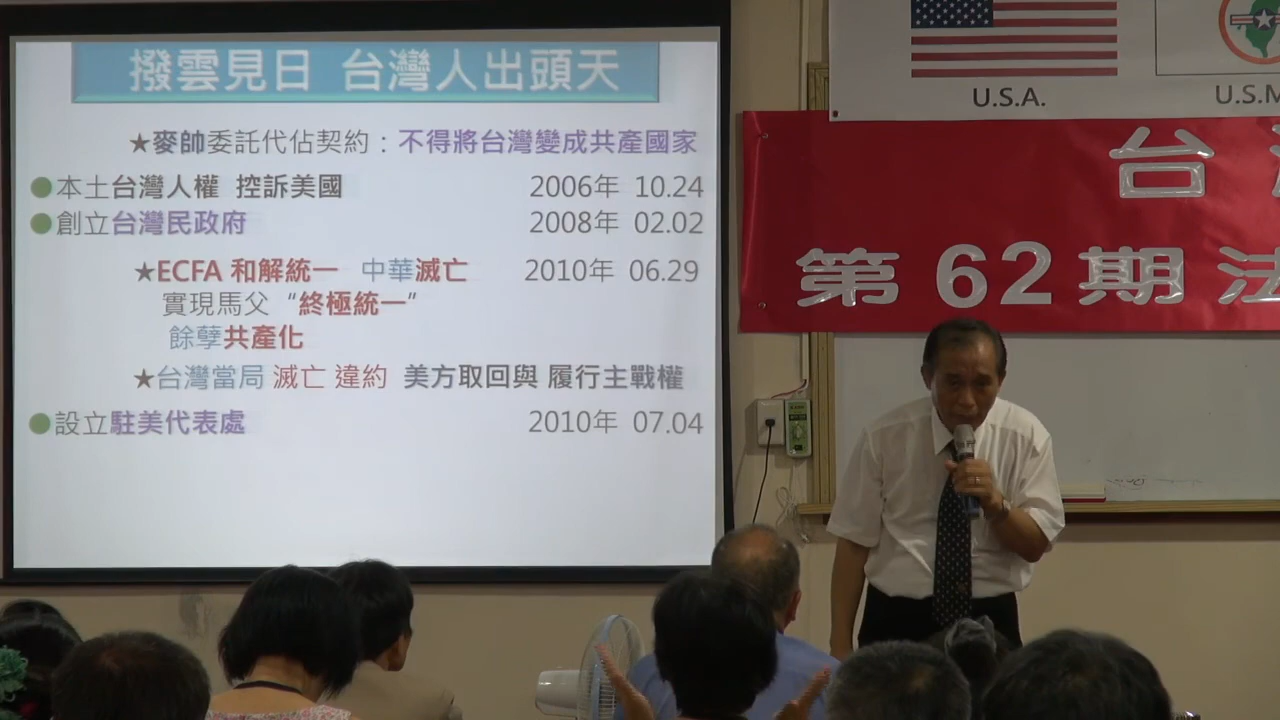 撥雲見日 台灣人出頭天
★麥帥委託代佔契約：不得將台灣變成共產國家
本土台灣人權 控訴美國 2006年 10.24
創立台灣民政府 2008年 02.02
★ECFA 和解統一 中華滅亡 2010年 06.29
實現馬父“終極統一”
餘孽共產化
★台灣當局 滅亡 違約 美方取回與 履行主戰權
設立駐美代表處 2010年 07.04
U.S.A.
U.S.M
台
第 62 期 法